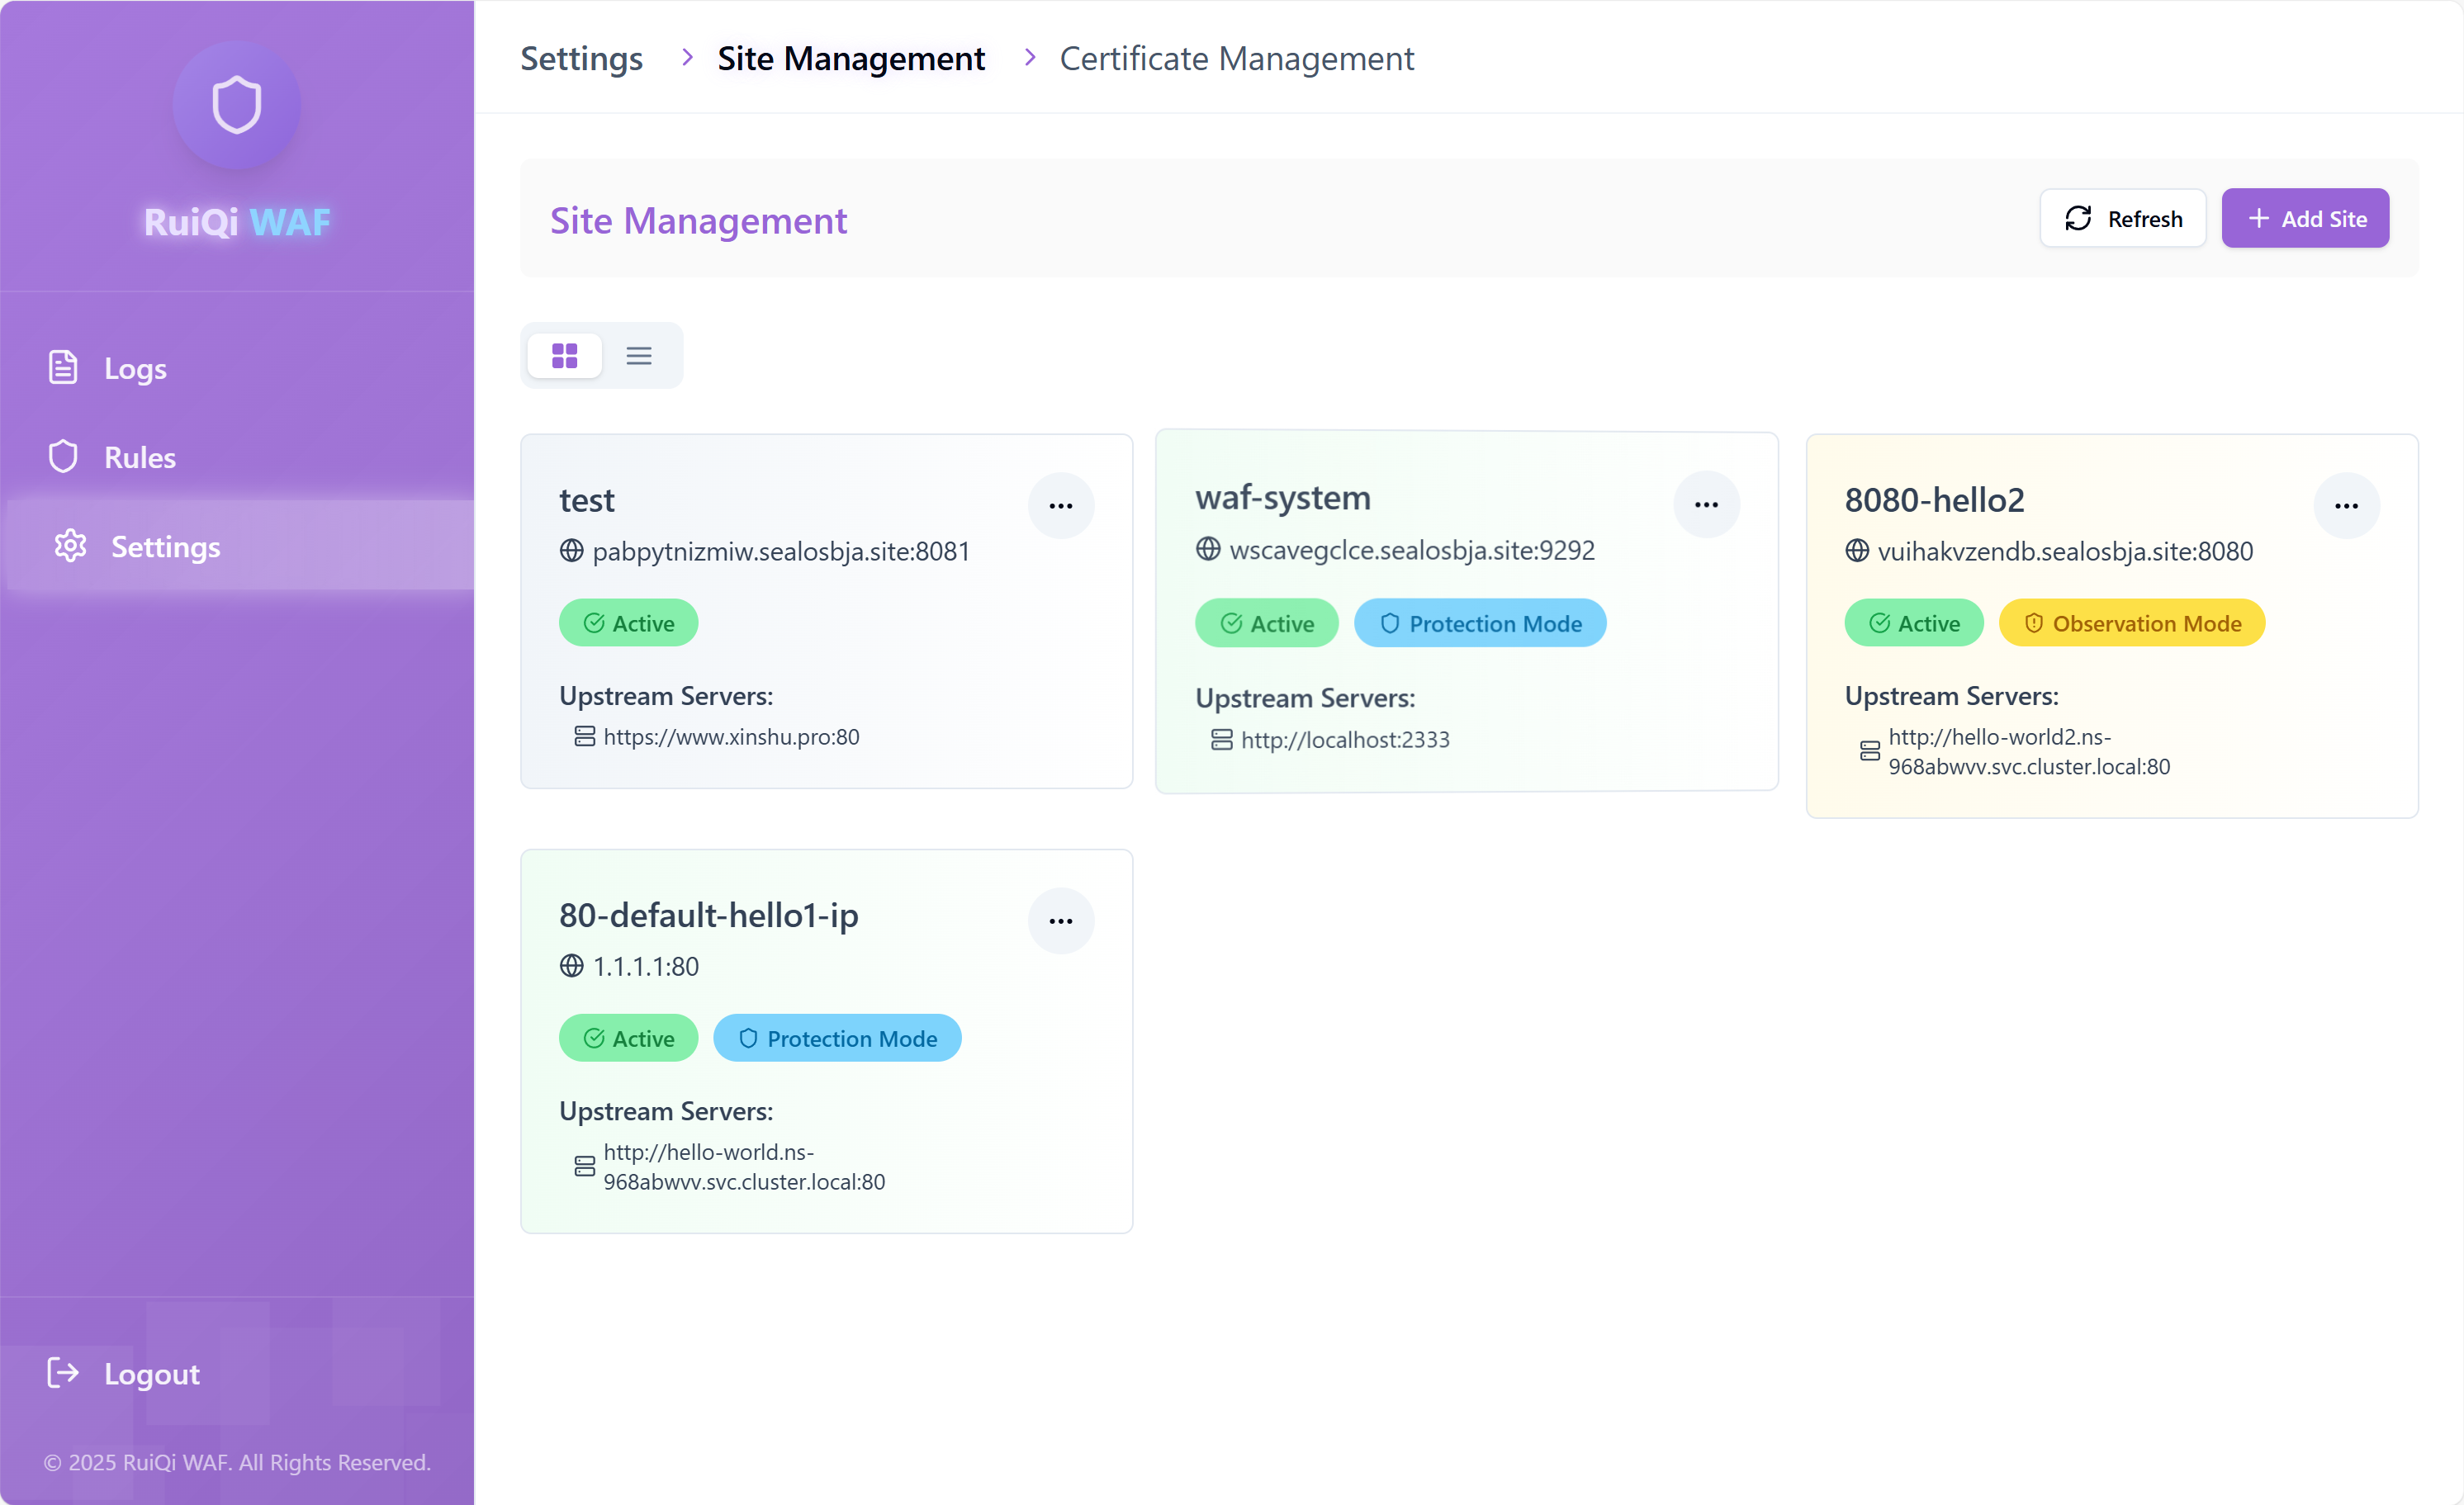 RuiQi WAF
Logs
Rules
Settings
Logout
© 2025 RuiQi WAF. All Rights Reserved.
Settings
Site Management
Certificate Management
Site Management
Refresh
Add Site
test
pabpytnizmiw.sealosbja.site:8081
Active
Upstream Servers:
https://www.xinshu.pro:80
waf-system
wscavegclce.sealosbja.site:9292
Active
Protection Mode
Upstream Servers:
http://localhost:2333
8080-hello2
vuihakvzendb.sealosbja.site:8080
Active
Observation Mode
Upstream Servers:
http://hello-world2.ns-
968abwvv.svc.cluster.local:80
80-default-hello1-ip
1.1.1.1:80
Active
Protection Mode
Upstream Servers:
http://hello-world.ns-
968abwvv.svc.cluster.local:80